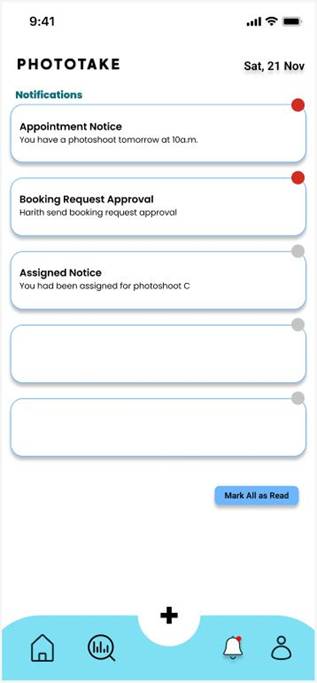 9:41
PHOTOTAKE
Sat, 21 Nov
Notifications
Appointment Notice
You have a photoshoot tomorrow at 10a.m.
Booking Request Approval
Harith send booking request approval
Assigned Notice
You had been assigned for photoshoot C
Mark All as Read